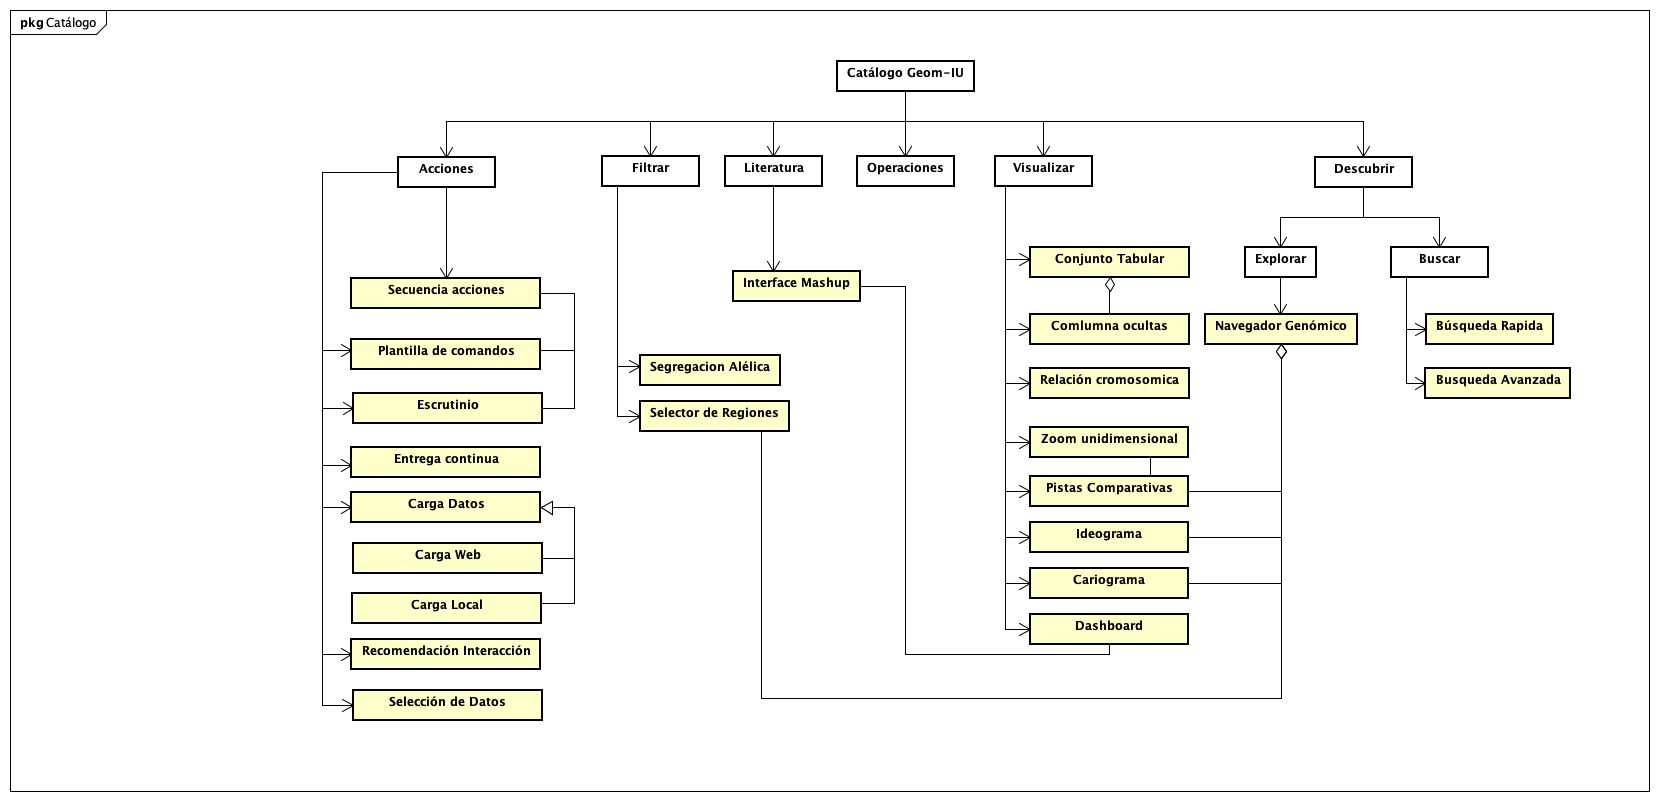 pkg Catálogo
Catálogo Geom-IU
Acciones
Filtrar
Literatura
Operaciones
Visualizar
Descubrir
Secuencia acciones
Plantilla de comandos
Escrutinio
Entrega continua
Carga Datos
Carga Web
Carga Local
Recomendación Interacción
Selección de Datos
Segregacion Alélica
Selector de Regiones
Interface Mashup
Conjunto Tabular
Comlumna ocultas
Relación cromosomica
Zoom unidimensional
Pistas Comparativas
Ideograma
Cariograma
Dashboard
Explorar
Buscar
Navegador Genómico
Búsqueda Rapida
Busqueda Avanzada